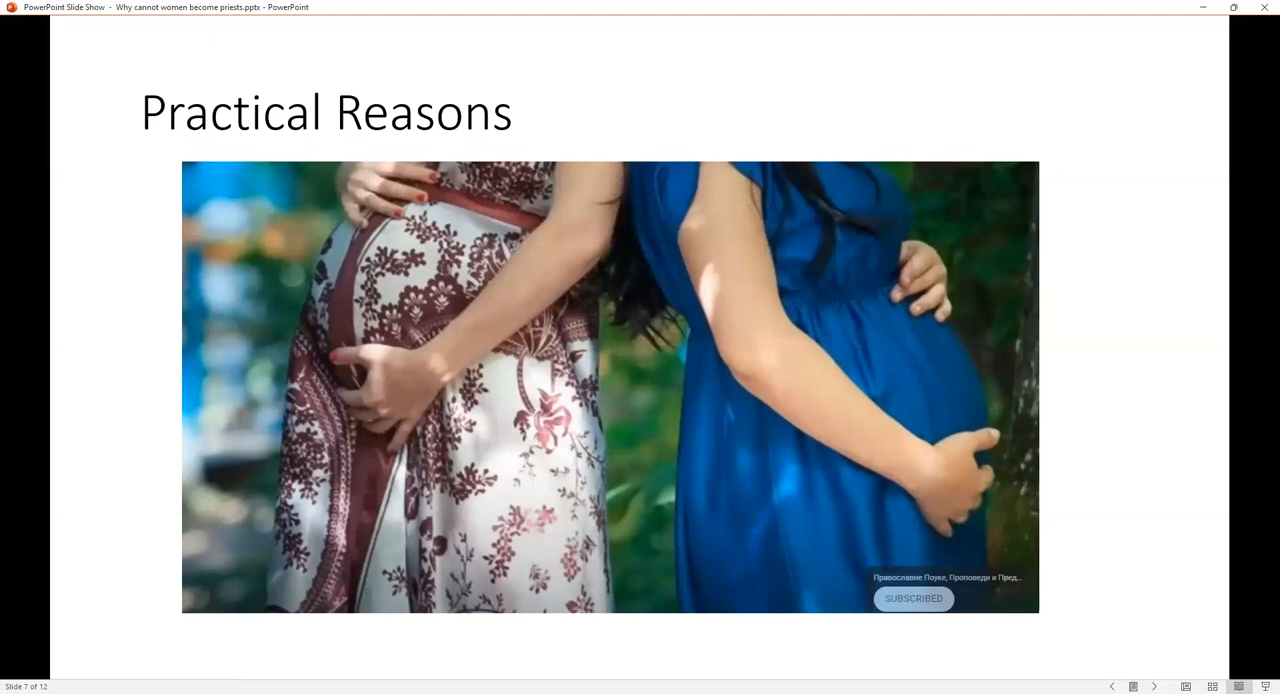 PowerPoint Slide Show - Why cannot women become priests.pptx - PowerPoint
Practical Reasons
Православне Поуке, Проповеди и Пред...
SUBSCRIBED
Slide 7 of 12